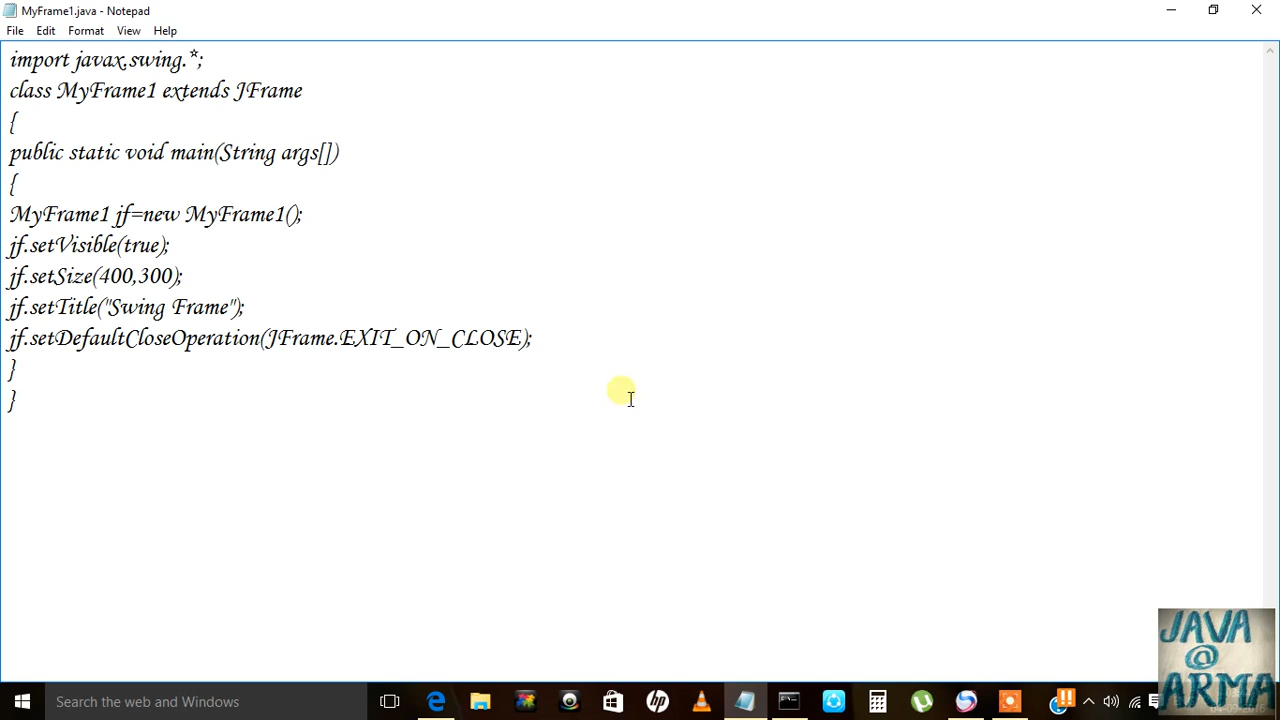 MyFrame1.java - Notepad
File Edit Format View Help
import javax.swing.*;
class MyFrame1 extends JFrame
{
public static void main(String args[])
{
MyFrame1 jf=new MyFrame1();
jf.setVisible(true);
jf.setSize(400,300);
jf.setTitle("Swing Frame");
jf.setDefaultCloseOperation(JFrame.EXIT_ON_CLOSE);
}
}
JAVA
@
ARMA
Search the web and Windows